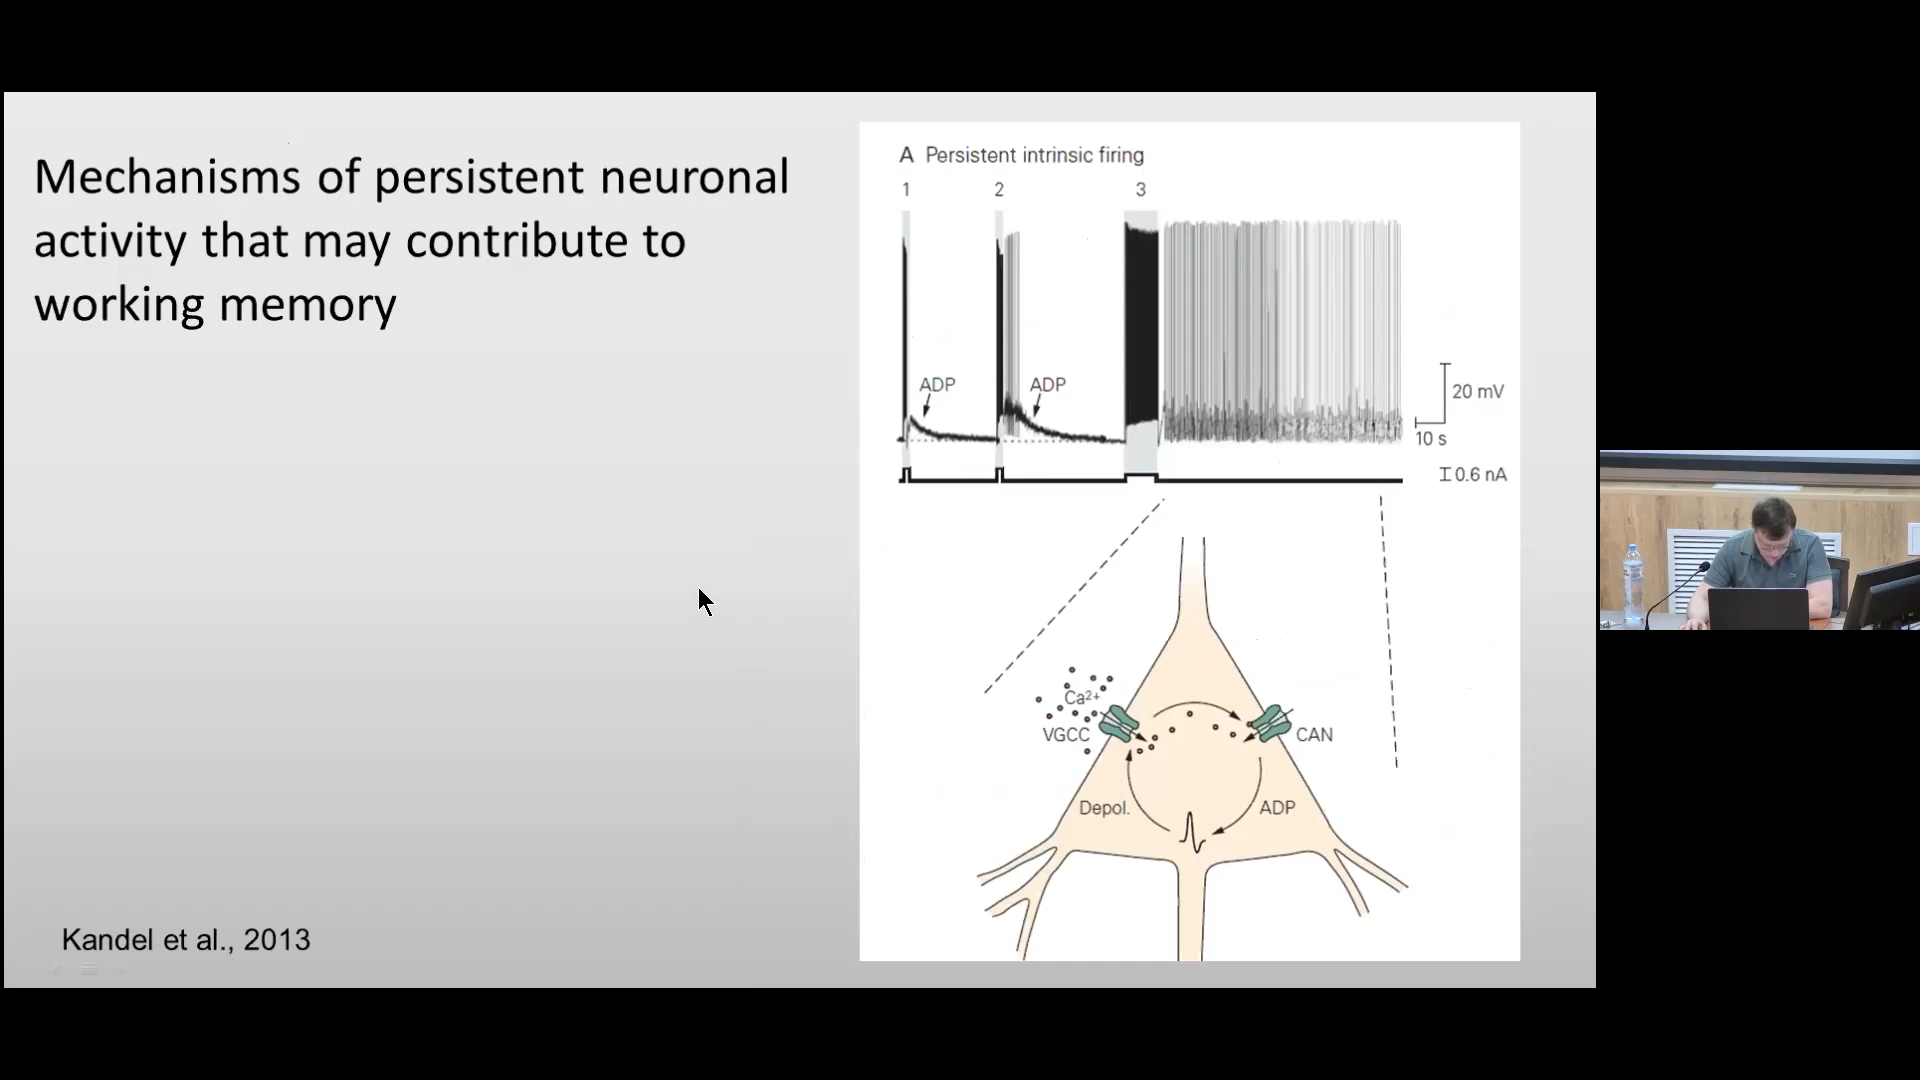 Mechanisms of persistent neuronal
activity that may contribute to
working memory
Kandel et al., 2013
A Persistent intrinsic firing
1 2 3
ADP ADP
20 mV
10 s
0.6 nA
Ca2+
VGCC
CAN
Depol.
ADP